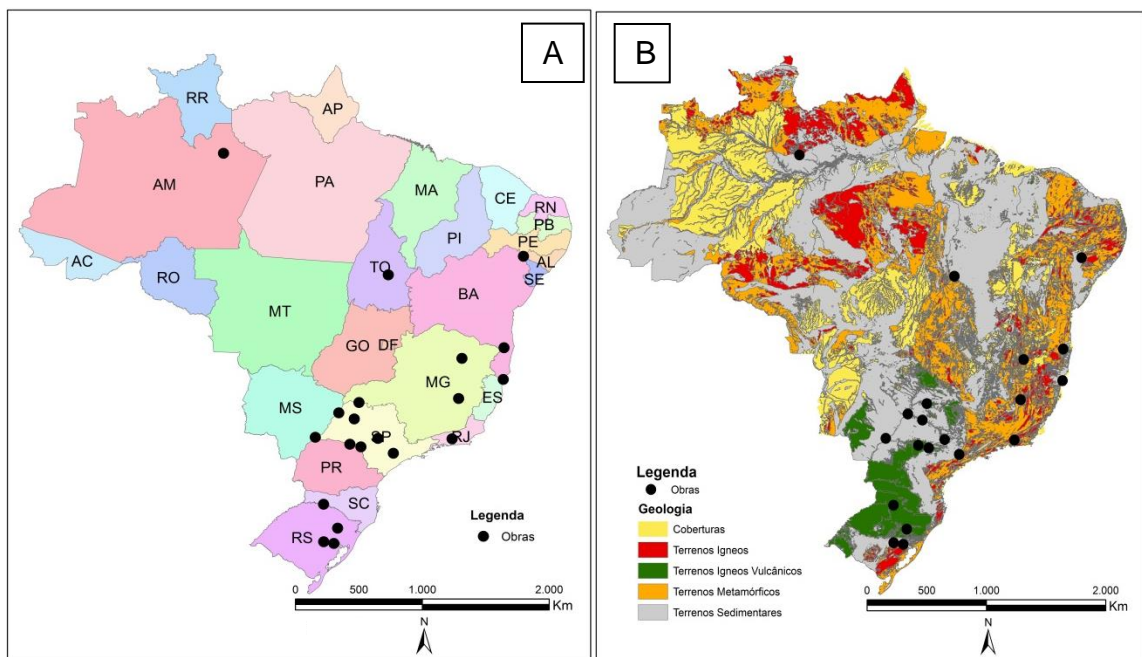 A
RR
AP
AM
PA
MA
CE
RN
PB
PE
AL
SE
PI
AC
RO
TO
BA
MT
GO
DF
MG
ES
MS
SP
RJ
PR
SC
RS
Legenda
Obras
0
1.000
2.000
Km
N
B
Legenda
Obras
Geologia
Coberturas
Terrenos Igneos
Terrenos Igneos Vulcânicos
Terrenos Metamórficos
Terrenos Sedimentares
0
500
1.000
2.000
Km
N